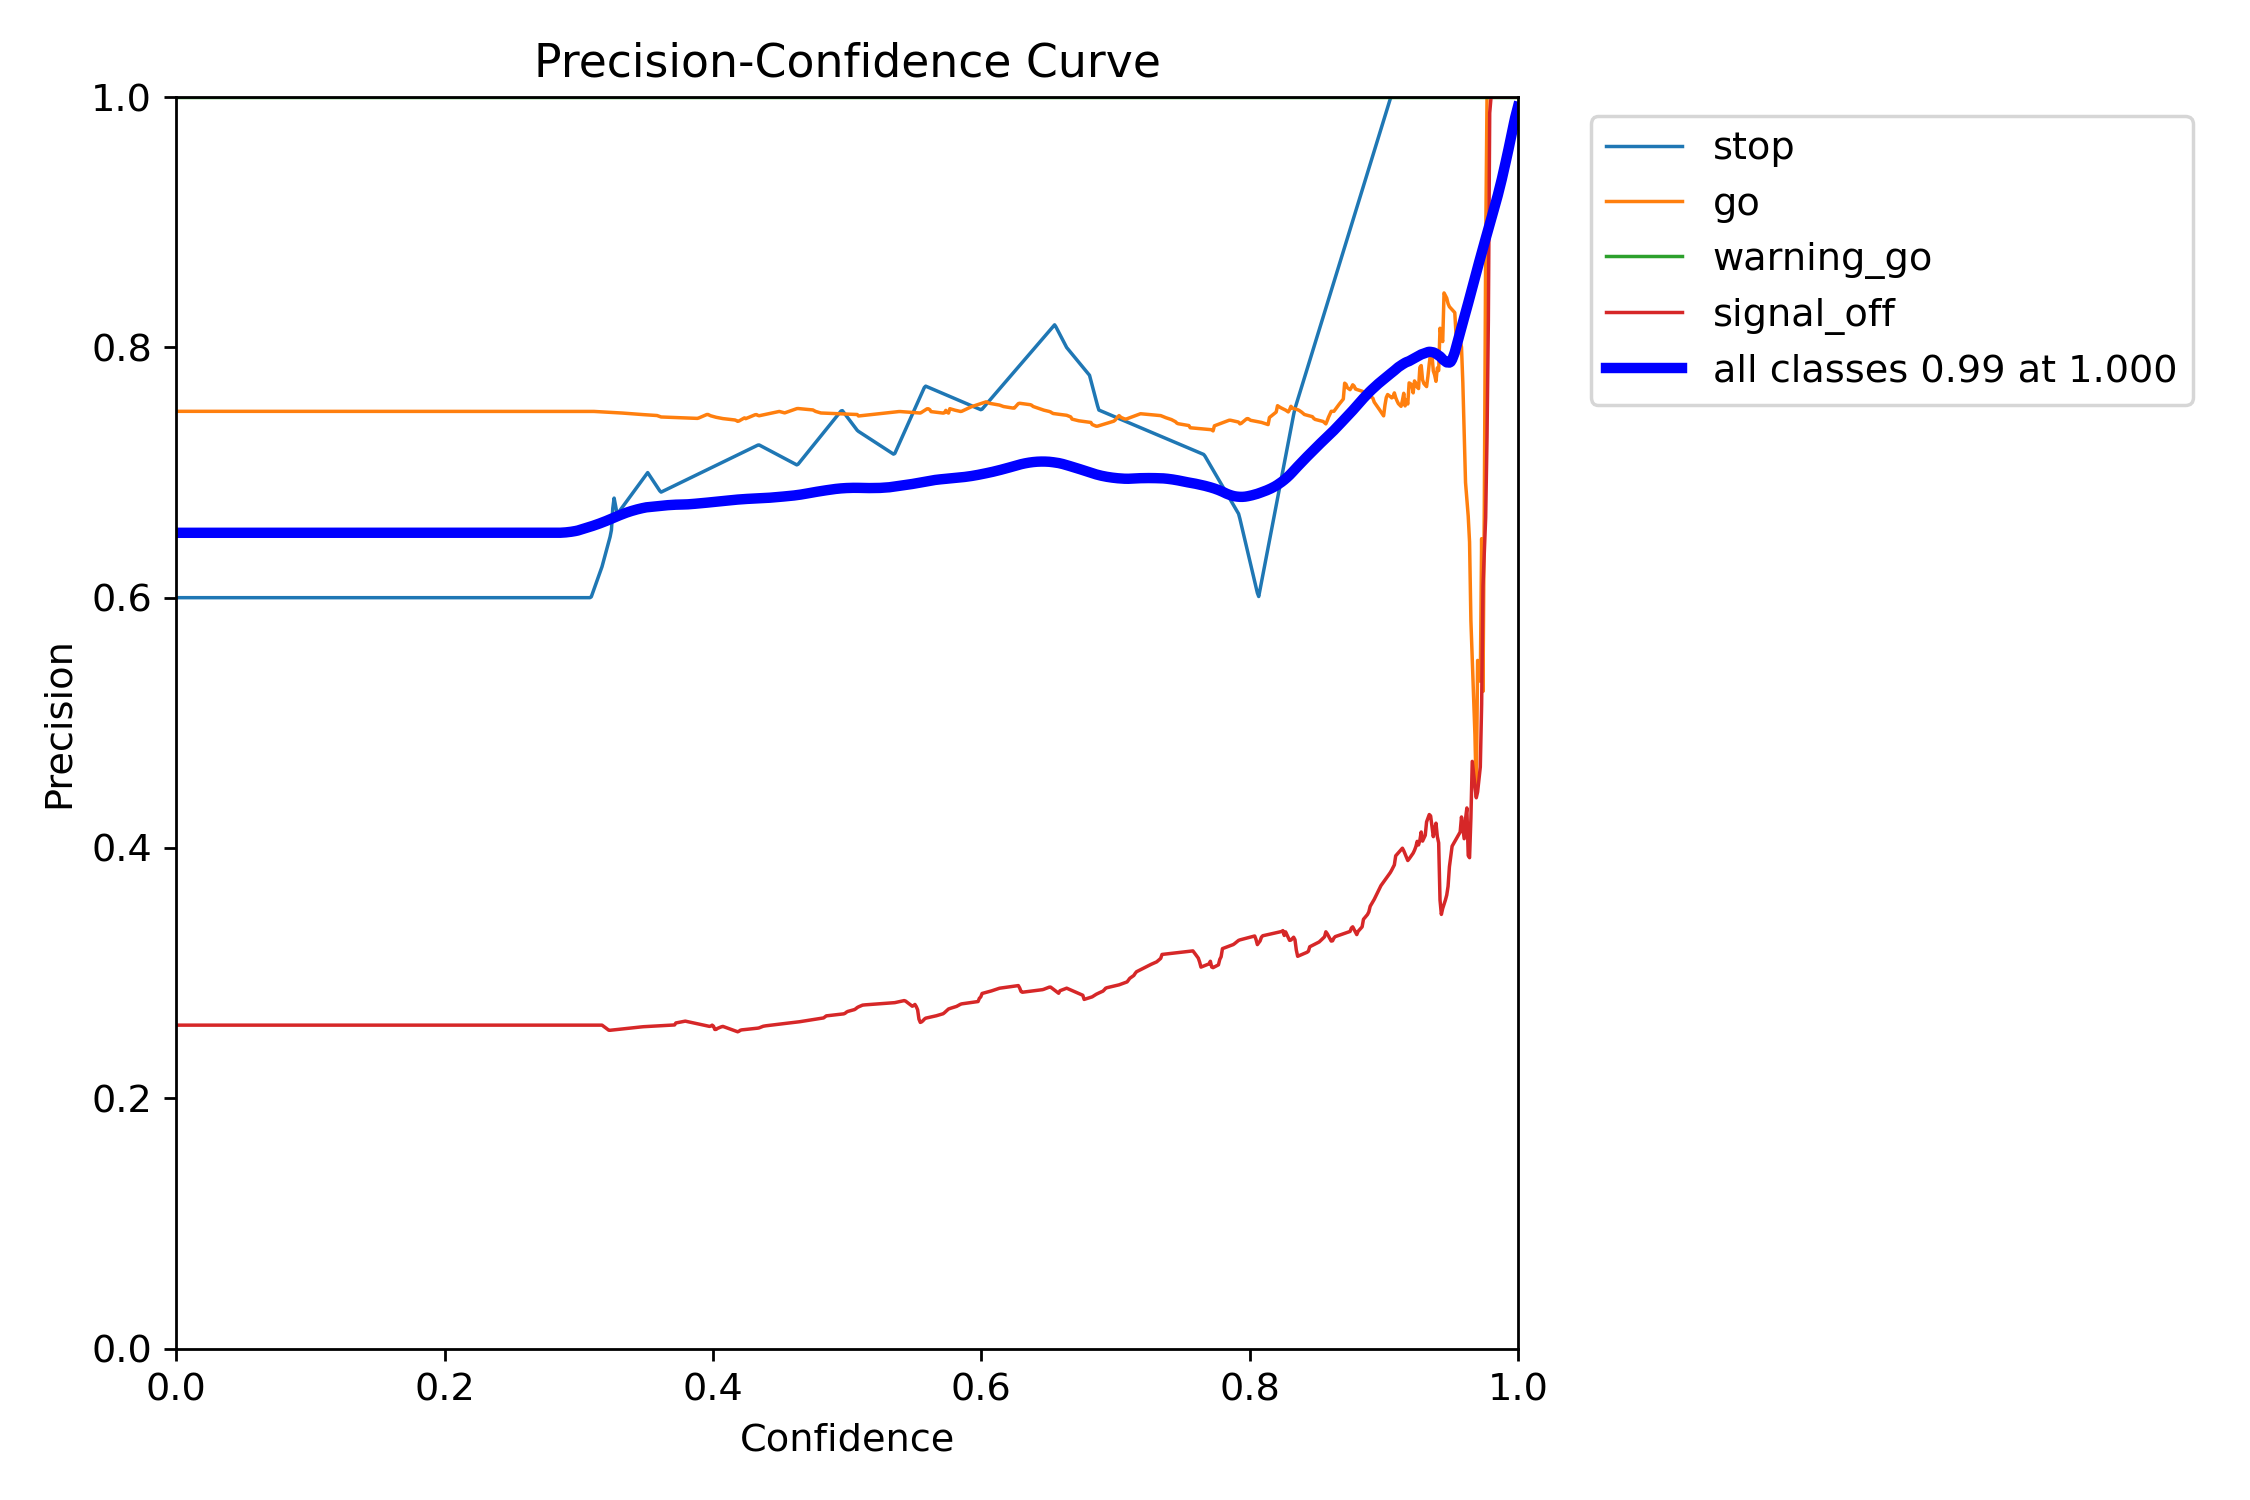 Precision-Confidence Curve
1.0
0.8
0.6
0.4
0.2
0.0
Precision
0.0 0.2 0.4 0.6 0.8 1.0
Confidence
stop
go
warning_go
signal_off
all classes 0.99 at 1.000